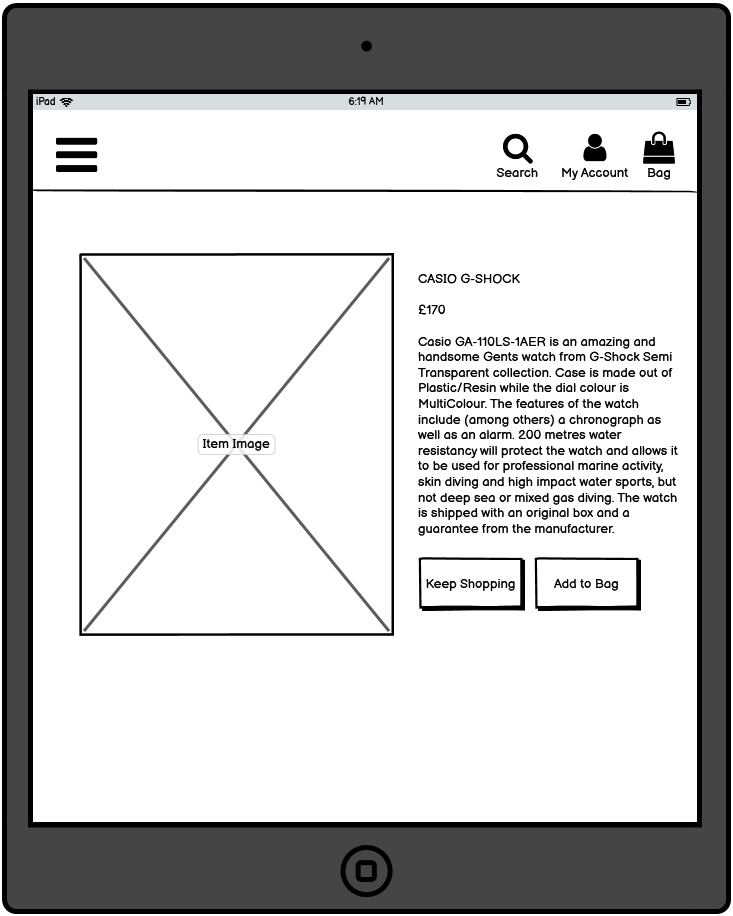 iPad
6:19 AM
Search
My Account
Bag
CASIO G-SHOCK
£170
Casio GA-110LS-1AER is an amazing and
handsome Gents watch from G-Shock Semi
Transparent collection. Case is made out of
Plastic/Resin while the dial colour is
MultiColour. The features of the watch
include (among others) a chronograph as
well as an alarm. 200 metres water
resistancy will protect the watch and allows it
to be used for professional marine activity,
skin diving and high impact water sports, but
not deep sea or mixed gas diving. The watch
is shipped with an original box and a
guarantee from the manufacturer.
Item Image
Keep Shopping
Add to Bag